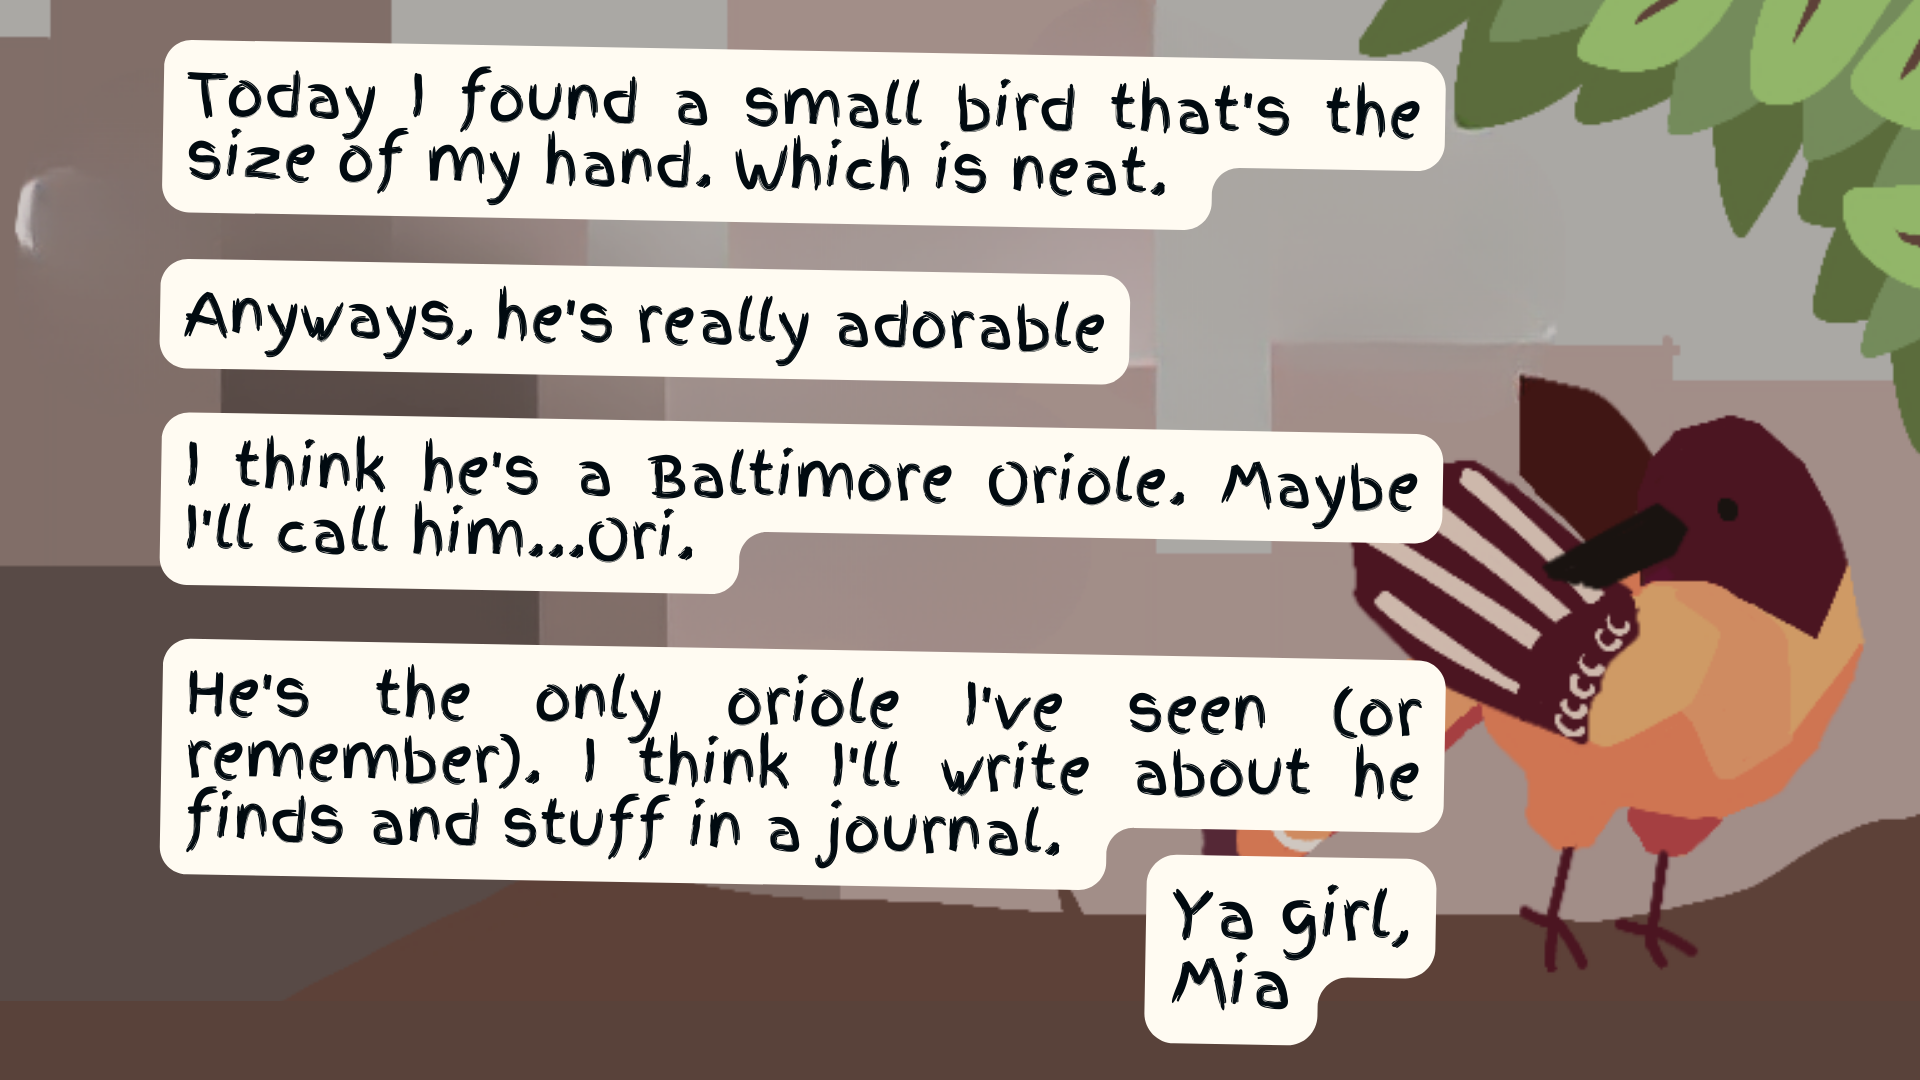 Today I found a small bird that's the
size of my hand. Which is neat.
Anyways, he's really adorable
I think he's a Baltimore Oriole. Maybe
I'll call him...Ori.
He's the only oriole I've seen (or
remember). I think I'll write about he
finds and stuff in a journal.
Ya girl,
Mia